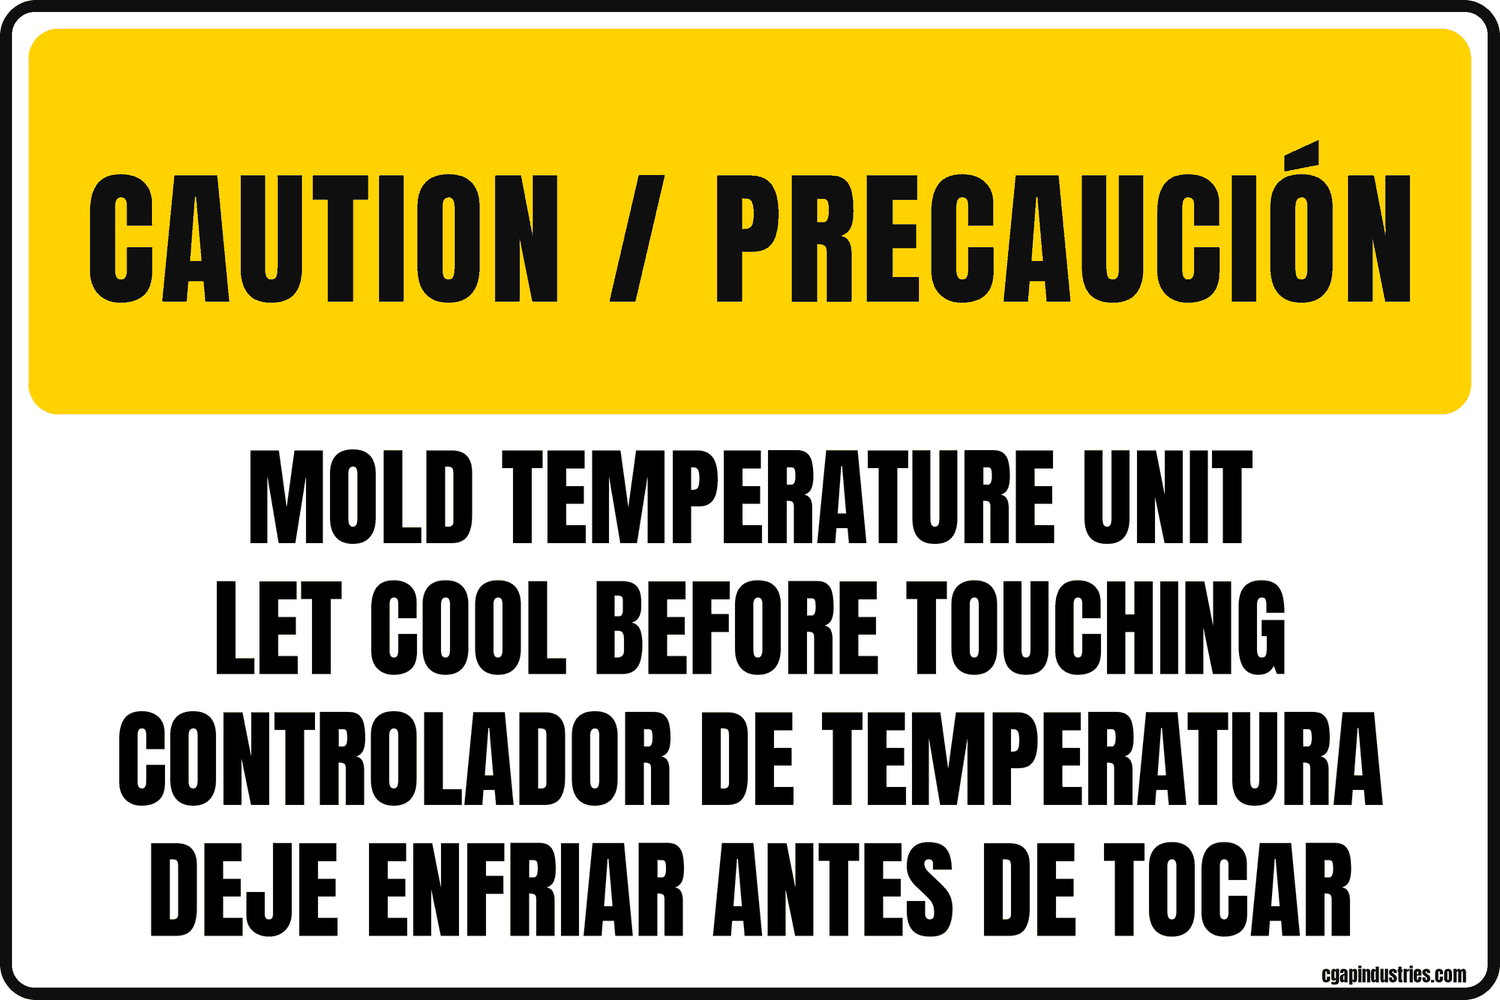 CAUTION / PRECAUCIÓN
MOLD TEMPERATURE UNIT
LET COOL BEFORE TOUCHING
CONTROLADOR DE TEMPERATURA
DEJE ENFRIAR ANTES DE TOCAR
cgapindustries.com